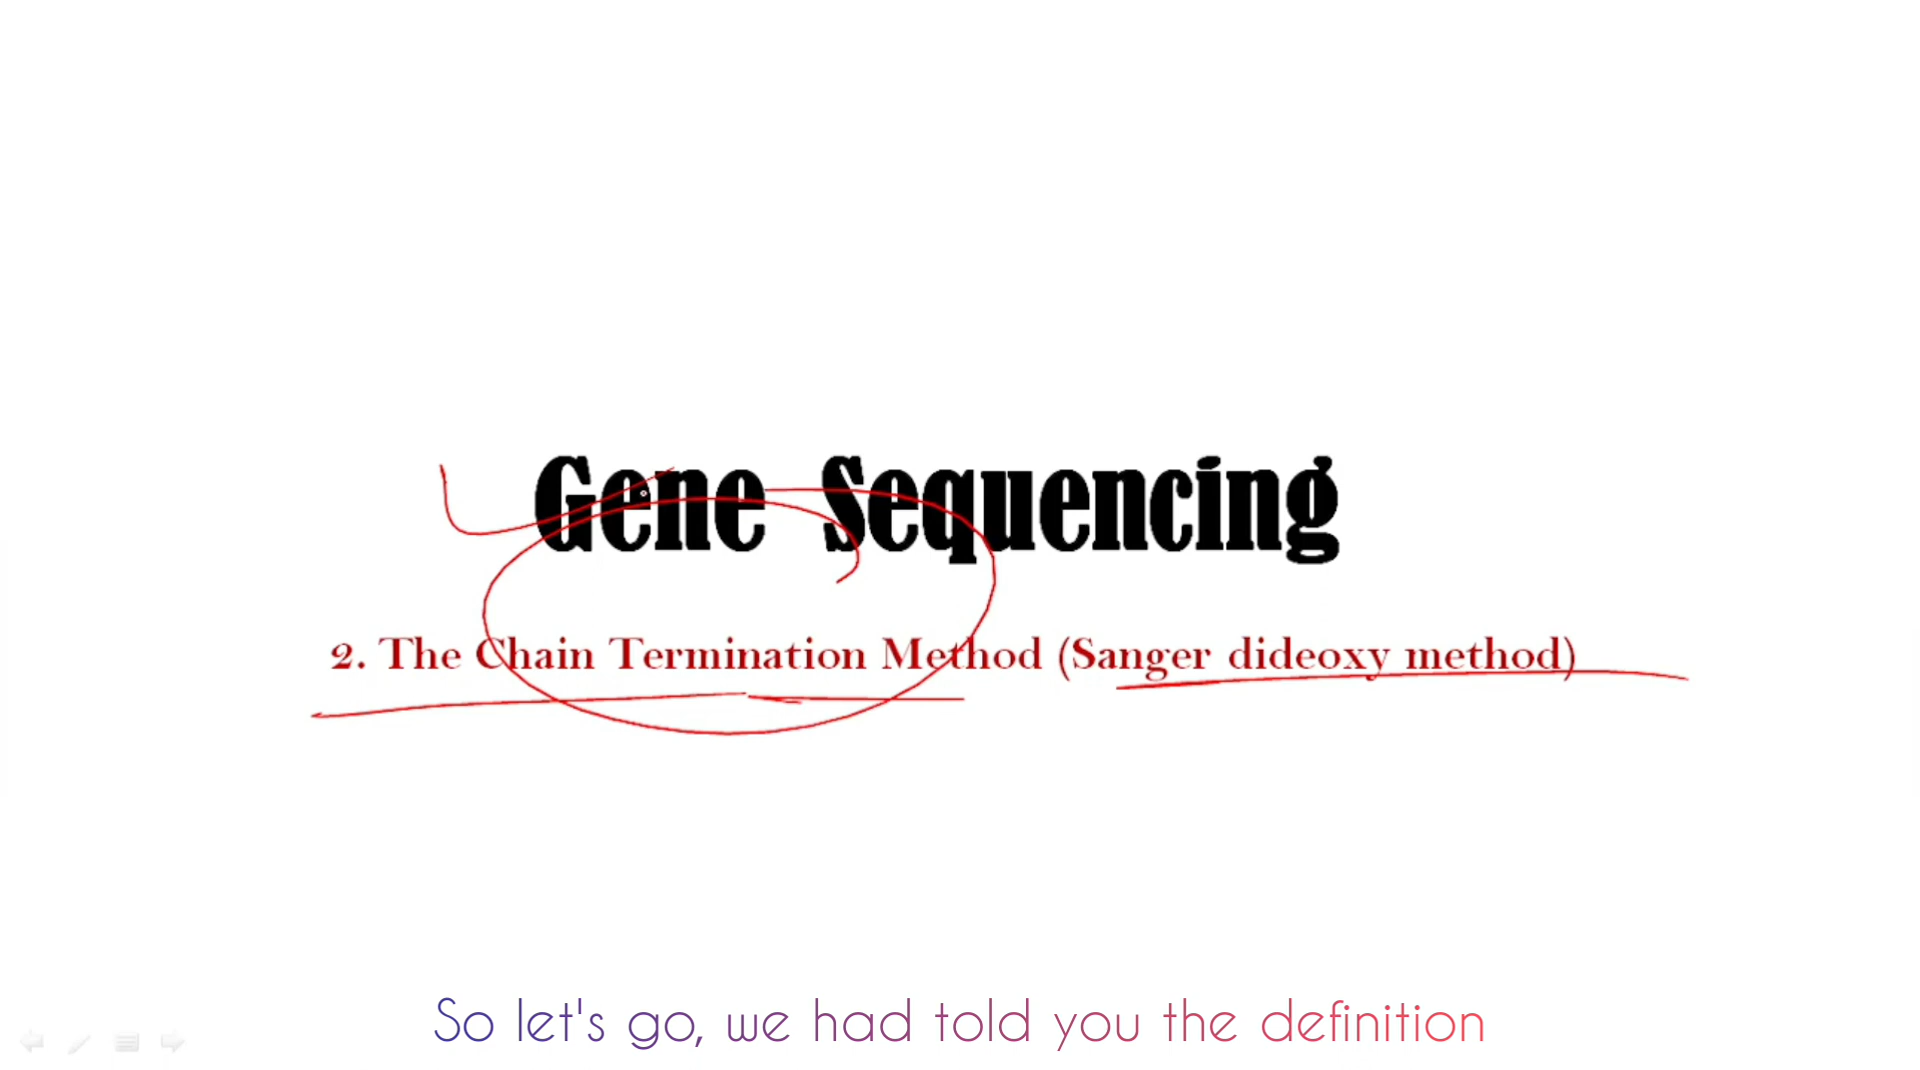 Gene Sequencing
2. The Chain Termination Method (Sanger dideoxy method)
So let's go, we had told you the definition